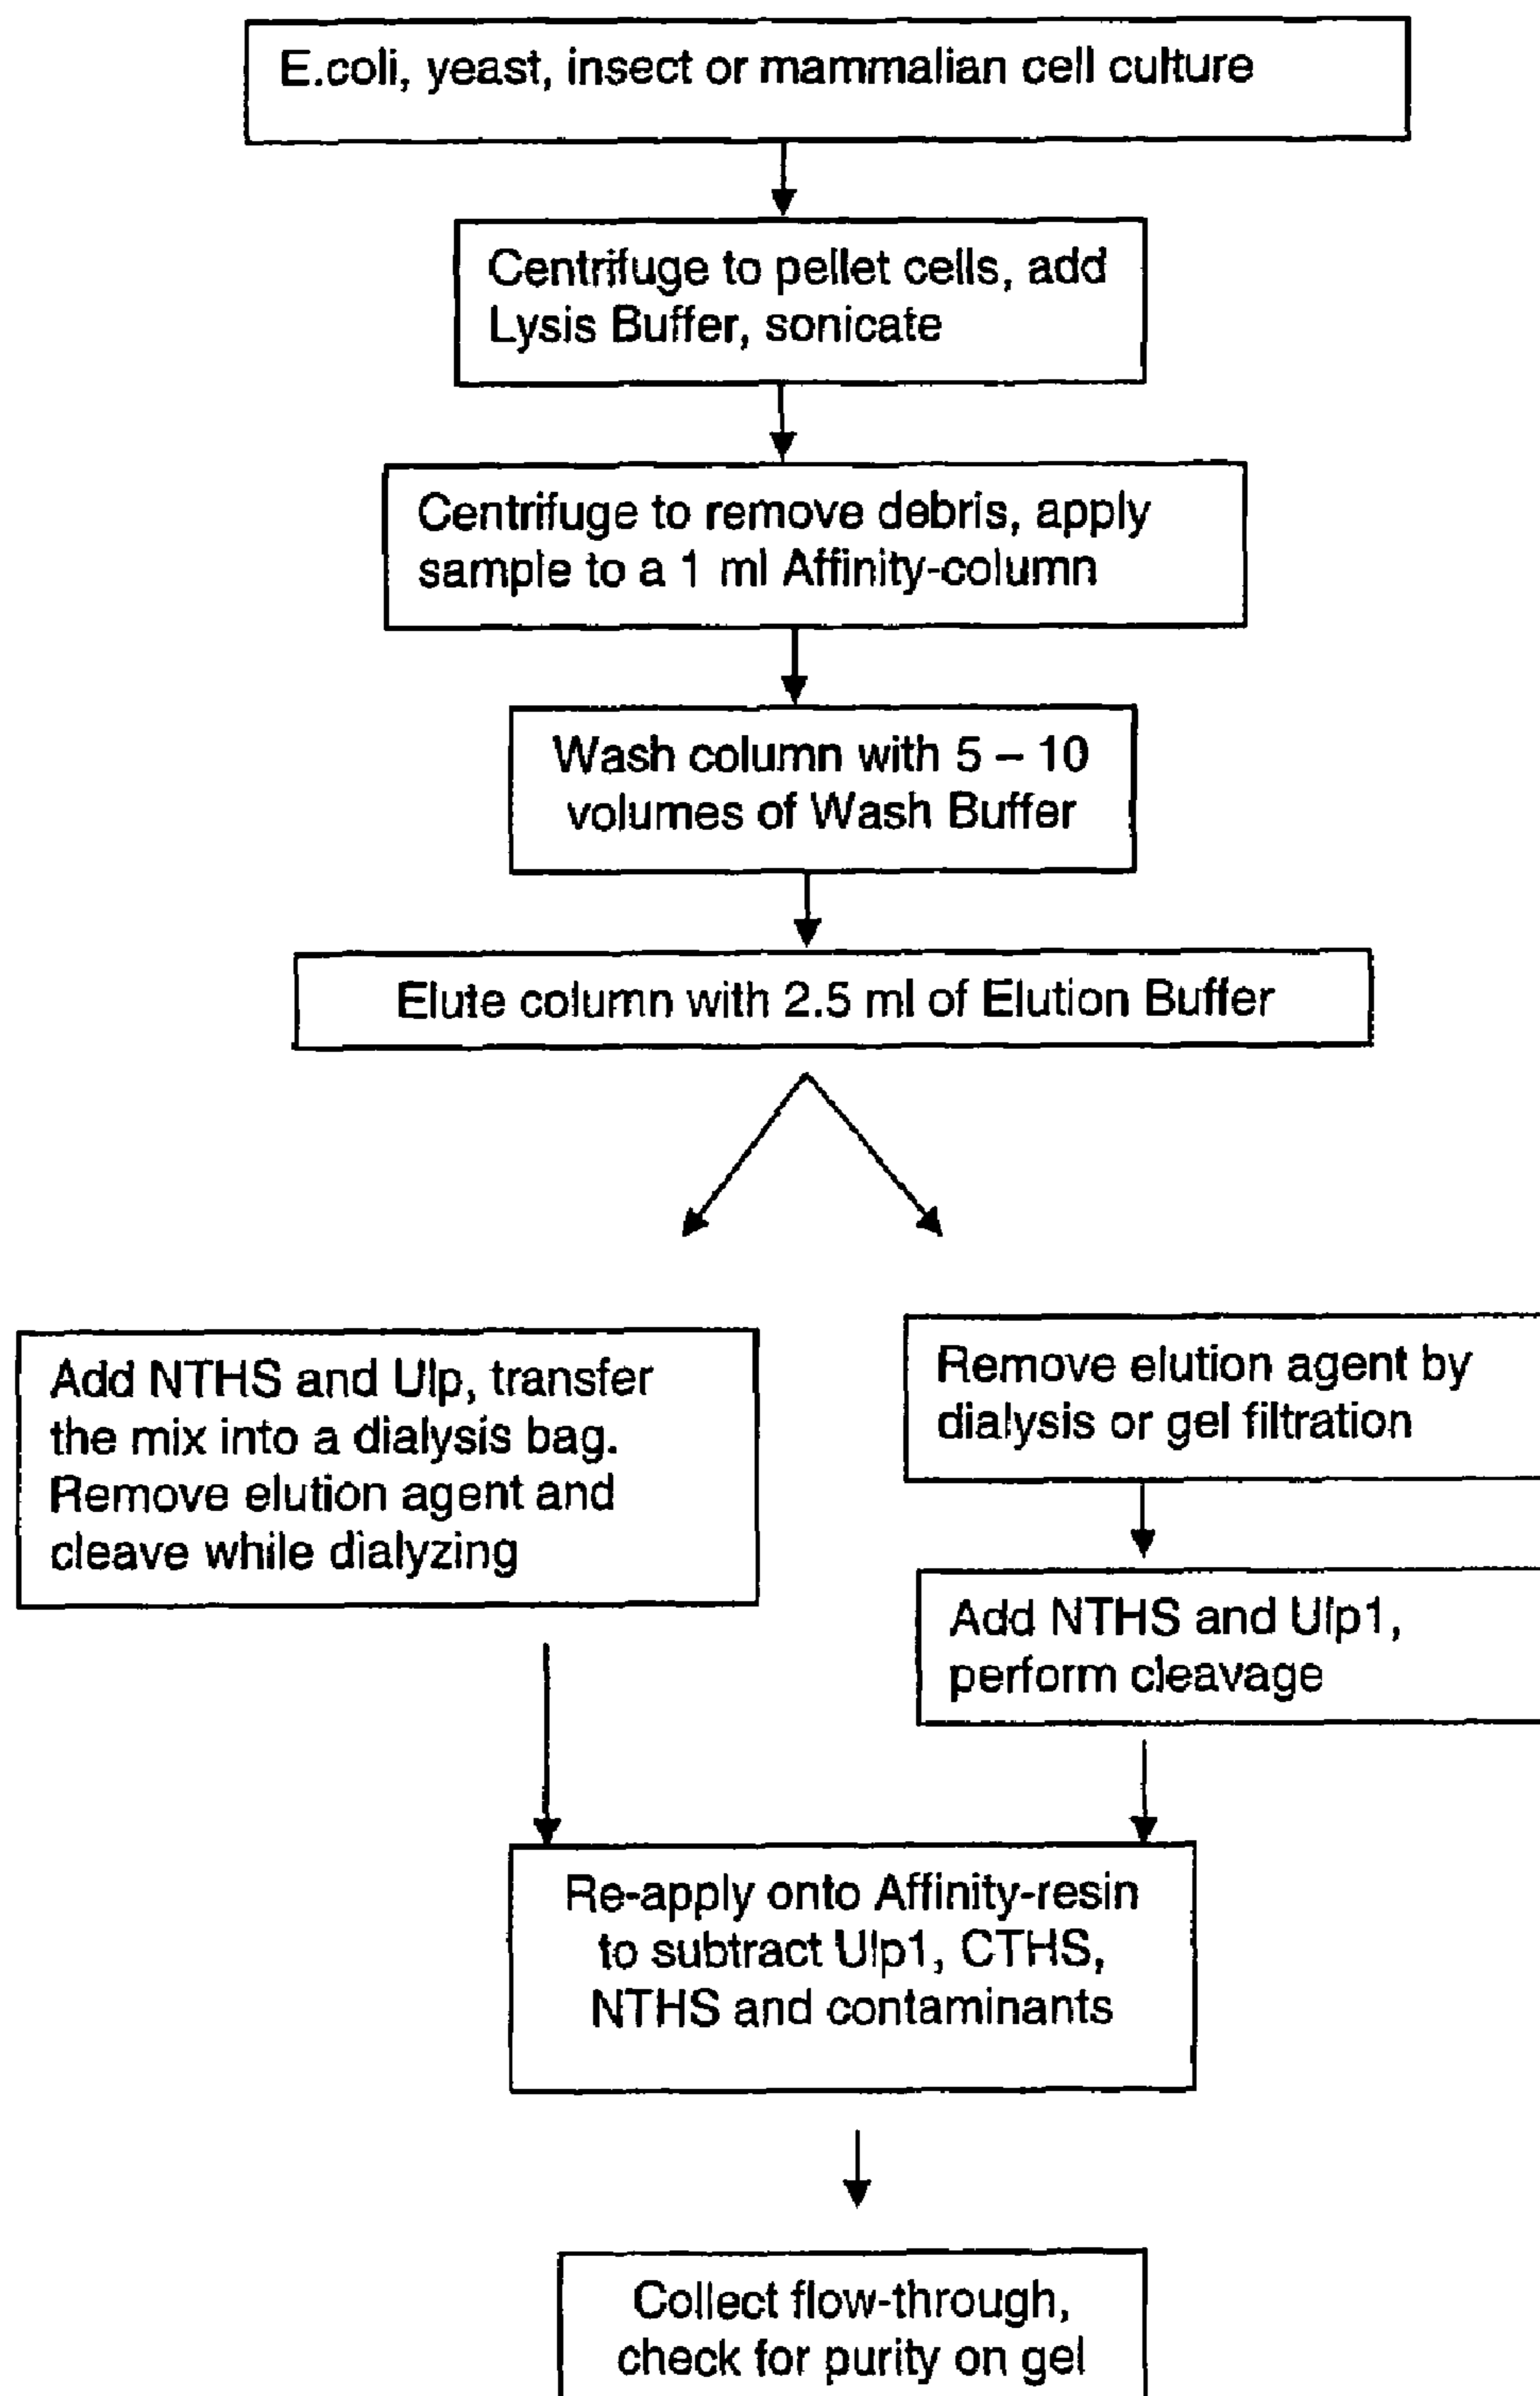 E.coli, yeast, insect or mammalian cell culture
Centrifuge to pellet cells, add
Lysis Buffer, sonicate
Centrifuge to remove debris, apply
sample to a 1 ml Affinity-column
Wash column with 5 – 10
volumes of Wash Buffer
Elute column with 2.5 ml of Elution Buffer
Add NTHS and Ulp, transfer
the mix into a dialysis bag.
Remove elution agent and
cleave while dialyzing
Remove elution agent by
dialysis or gel filtration
Add NTHS and Ulp1,
perform cleavage
Re-apply onto Affinity-resin
to subtract Ulp1, CTHS,
NTHS and contaminants
Collect flow-through,
check for purity on gel